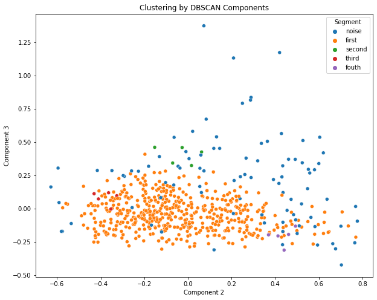 Clustering by DBSCAN Components
Segment
noise
first
second
third
fouth
Component 3
1.25
1.00
0.75
0.50
0.25
0.00
−0.25
−0.50
−0.6 −0.4 −0.2 0.0 0.2 0.4 0.6 0.8
Component 2